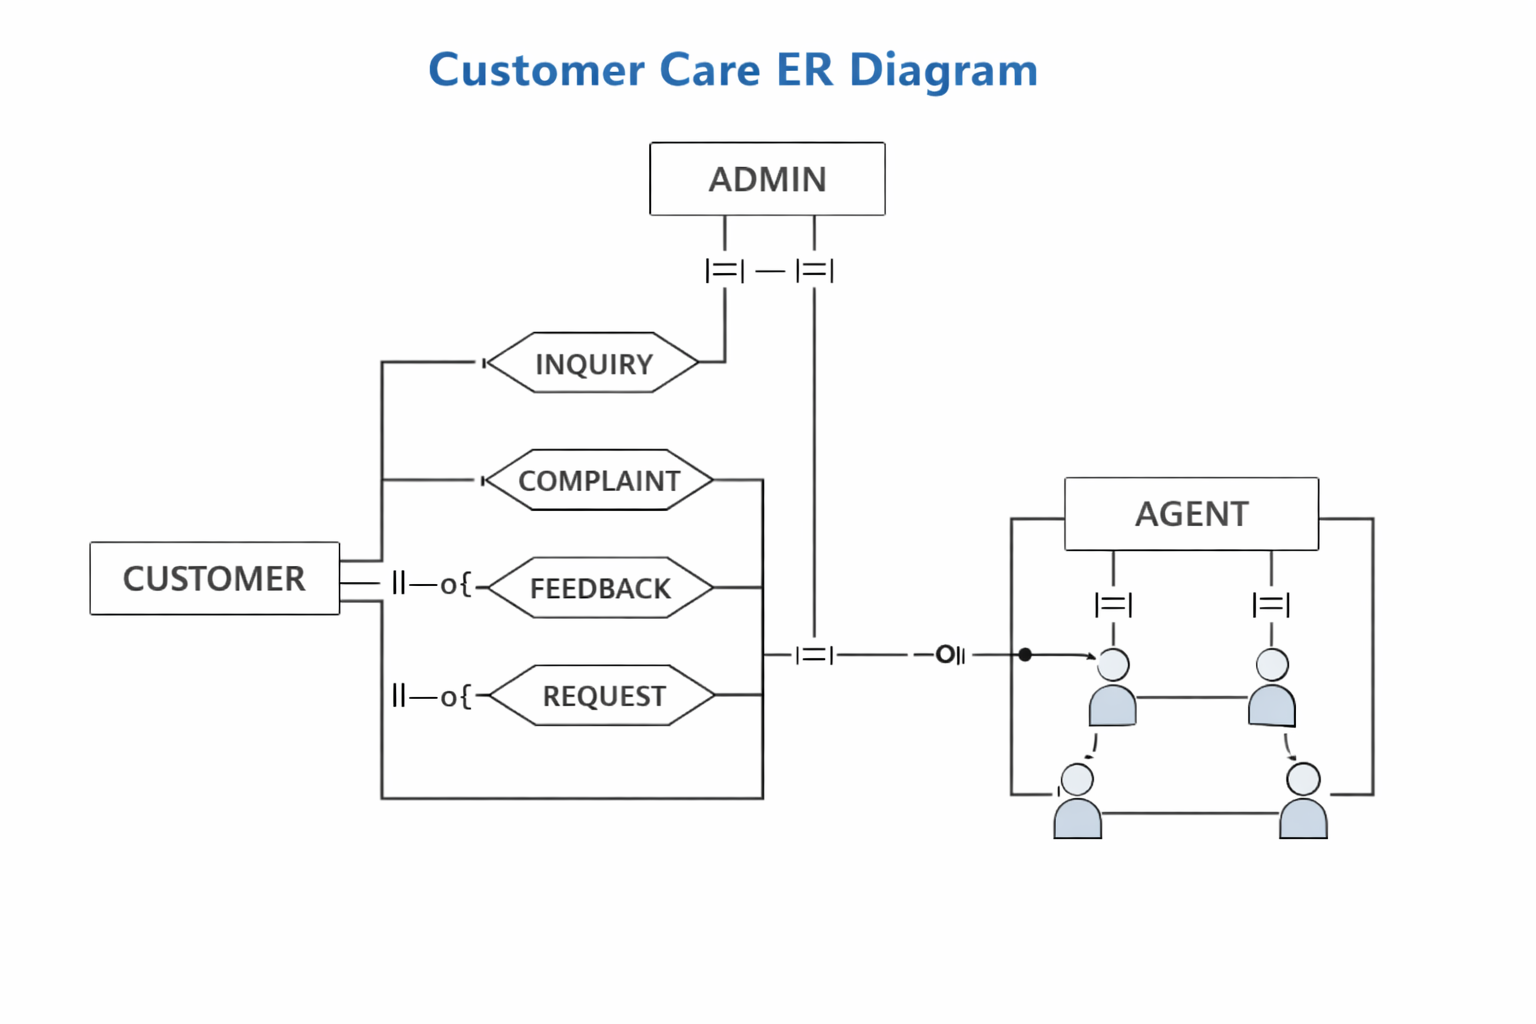 Customer Care ER Diagram
ADMIN
INQUIRY
COMPLAINT
AGENT
CUSTOMER
FEEDBACK
REQUEST